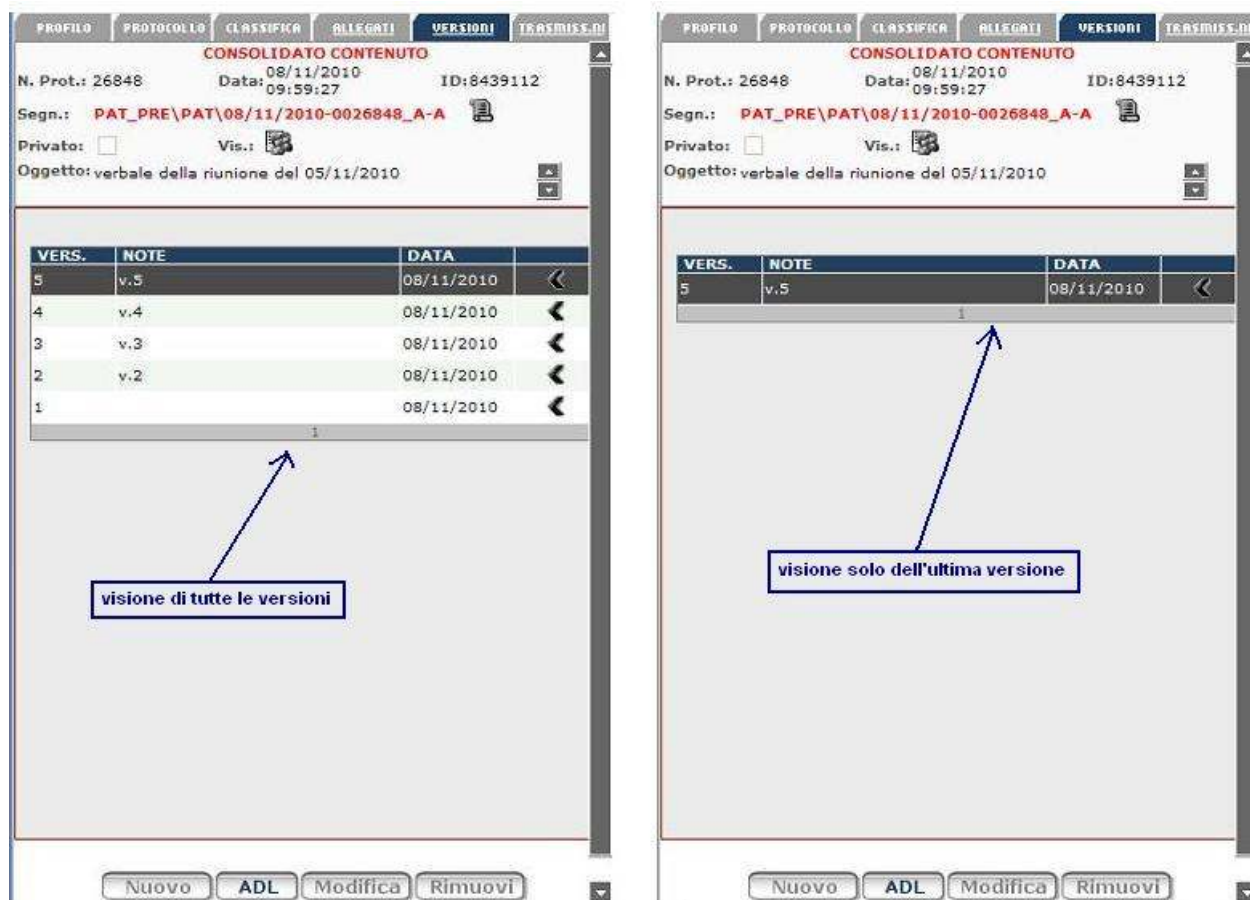 PROFILO PROTOCOLLO CLASSIFICA ALLEGATI VERSIONI TRASMISS.NI
CONSOLIDATO CONTENUTO
N. Prot.: 26848 Data: 08/11/2010 09:59:27 ID:8439112
Segn.: PAT_PRE\PAT\08/11/2010-0026848_A-A
Privato: Vis.:
Oggetto: verbale della riunione del 05/11/2010
VERS. NOTE DATA
5 v.5 08/11/2010
4 v.4 08/11/2010
3 v.3 08/11/2010
2 v.2 08/11/2010
1 08/11/2010
1
visione di tutte le versioni
Nuovo ADL Modifica Rimuovi
PROFILO PROTOCOLLO CLASSIFICA ALLEGATI VERSIONI TRASMISS.NI
CONSOLIDATO CONTENUTO
N. Prot.: 26848 Data: 08/11/2010 09:59:27 ID:8439112
Segn.: PAT_PRE\PAT\08/11/2010-0026848_A-A
Privato: Vis.:
Oggetto: verbale della riunione del 05/11/2010
VERS. NOTE DATA
5 v.5 08/11/2010
1
visione solo dell'ultima versione
Nuovo ADL Modifica Rimuovi